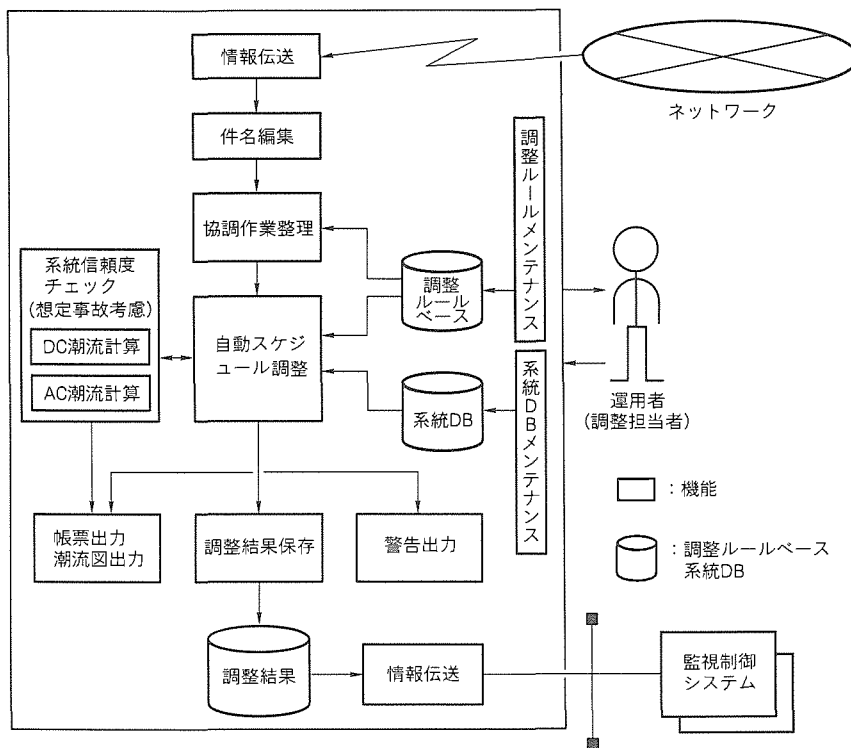 情報伝送
ネットワーク
件名編集
調整ルールメンテナンス
協調作業整理
系統信頼度
チェック
(想定事故考慮)
DC潮流計算
AC潮流計算
調整
ルール
ベース
自動スケジ
ュール調整
系統DB
系統DBメンテナンス
運用者
(調整担当者)
:機能
:調整ルールベース
系統DB
帳票出力
潮流図出力
調整結果保存
警告出力
調整結果
情報伝送
監視制御
システム